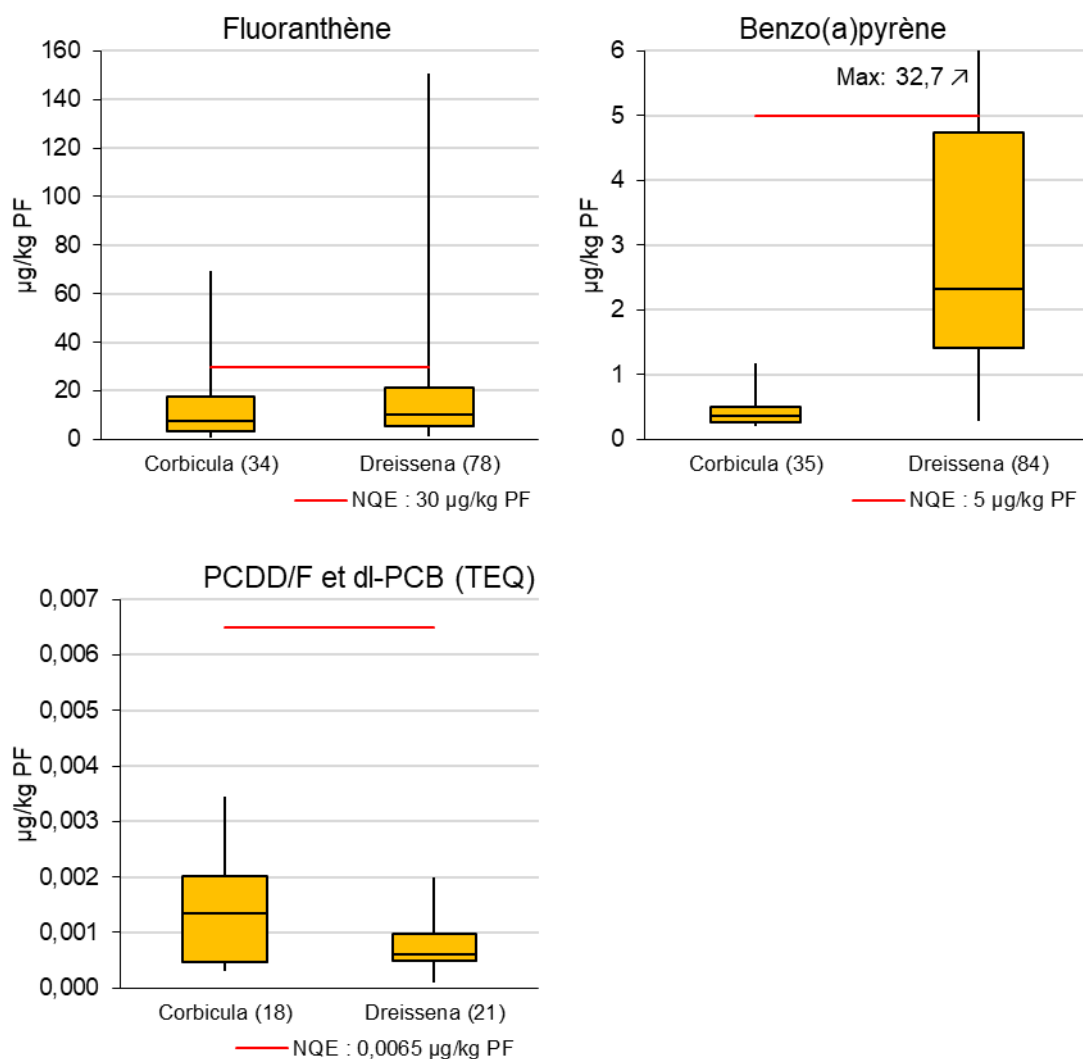 Fluoranthène
160
140
120
100
80
60
40
20
0
µg/kg PF
Corbicula (34) Dreissena (78)
NQE : 30 µg/kg PF
Benzo(a)pyrène
6
5
4
3
2
1
0
µg/kg PF
Max: 32,7 ↗
Corbicula (35) Dreissena (84)
NQE : 5 µg/kg PF
PCDD/F et dl-PCB (TEQ)
0,007
0,006
0,005
0,004
0,003
0,002
0,001
0,000
µg/kg PF
Corbicula (18) Dreissena (21)
NQE : 0,0065 µg/kg PF